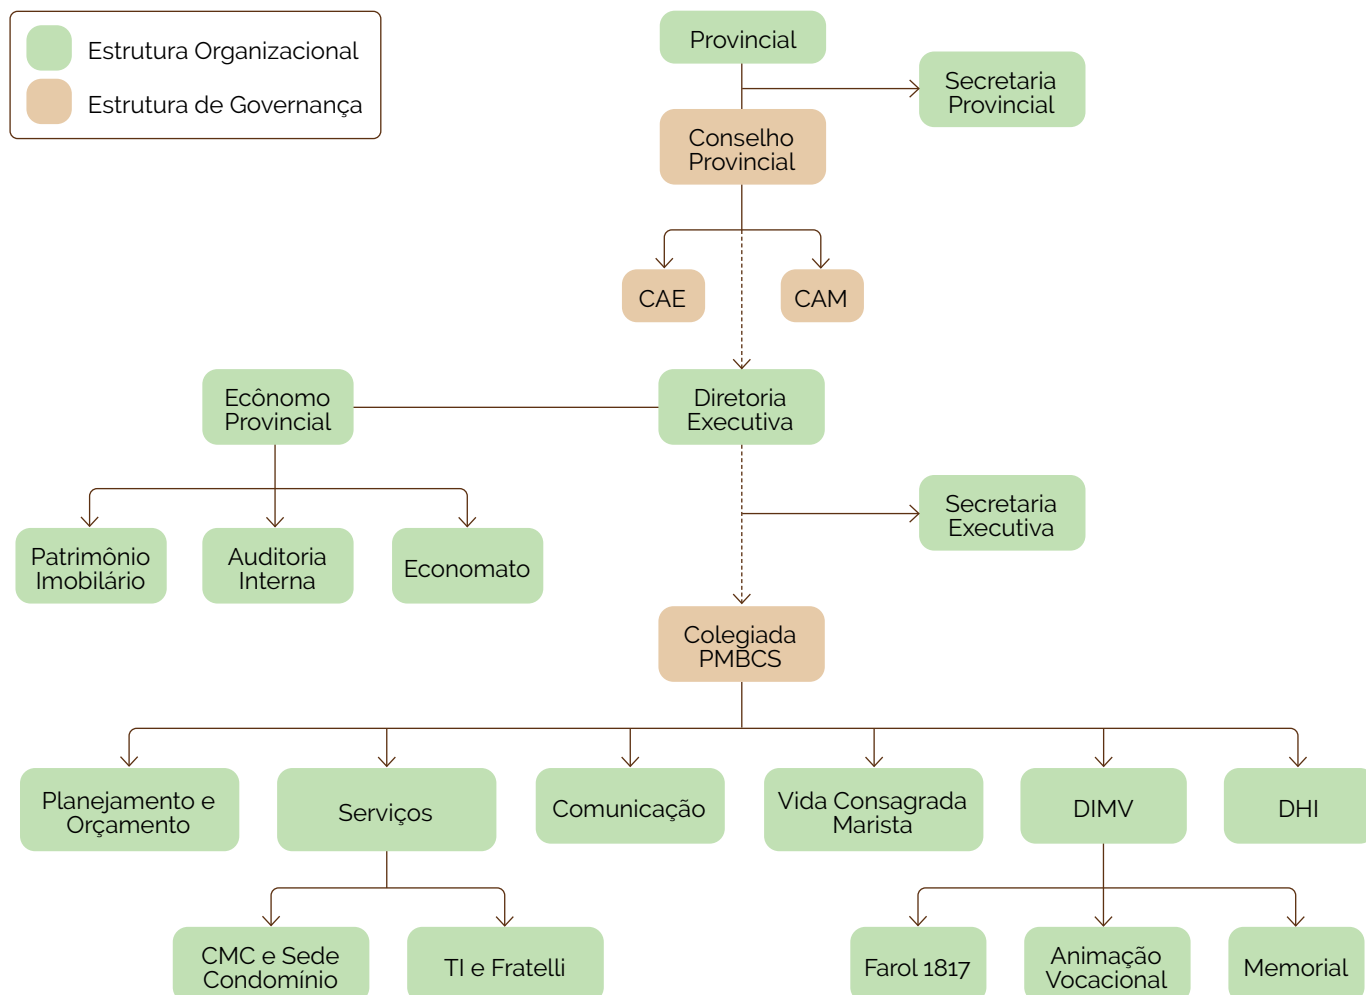 Estrutura Organizacional
Estrutura de Governança
Provincial
Secretaria
Provincial
Conselho
Provincial
CAE
CAM
Ecônomo
Provincial
Diretoria
Executiva
Secretaria
Executiva
Patrimônio
Imobilário
Auditoria
Interna
Economato
Colegiada
PMBCS
Planejamento e
Orçamento
Serviços
Comunicação
Vida Consagrada
Marista
DIMV
DHI
CMC e Sede
Condomínio
TI e Fratelli
Farol 1817
Animação
Vocacional
Memorial